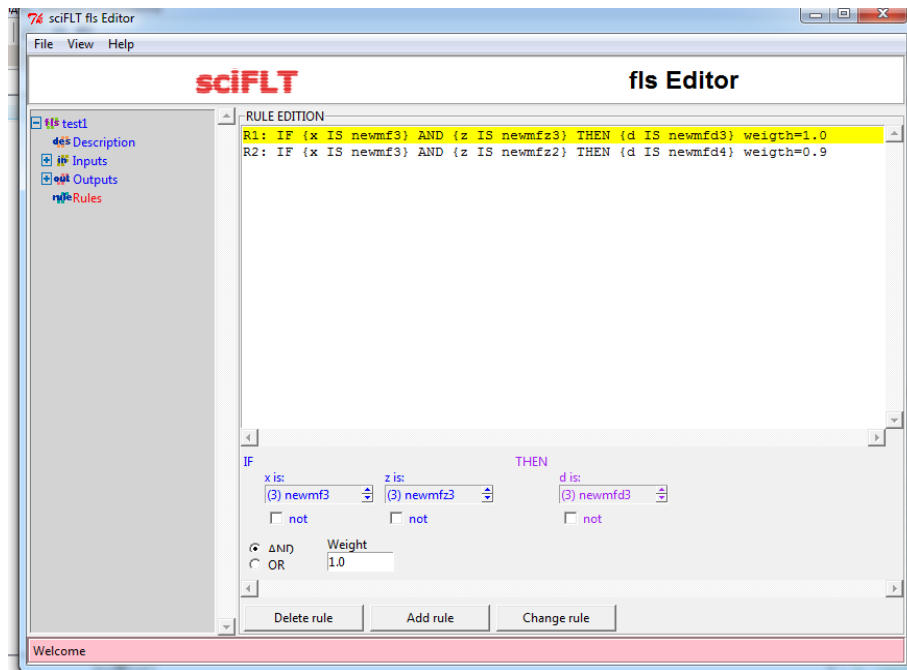 sciFLT fls Editor
File View Help
sciFLT fls Editor
fls test1
des Description
in Inputs
out Outputs
rule Rules
RULE EDITION
R1: IF {x IS newmf3} AND {z IS newmfz3} THEN {d IS newmfd3} weigth=1.0
R2: IF {x IS newmf3} AND {z IS newmfz2} THEN {d IS newmfd4} weigth=0.9
IF THEN
x is: z is: d is:
(3) newmf3 (3) newmfz3 (3) newmfd3
not not not
AND Weight
OR 1.0
Delete rule Add rule Change rule
Welcome